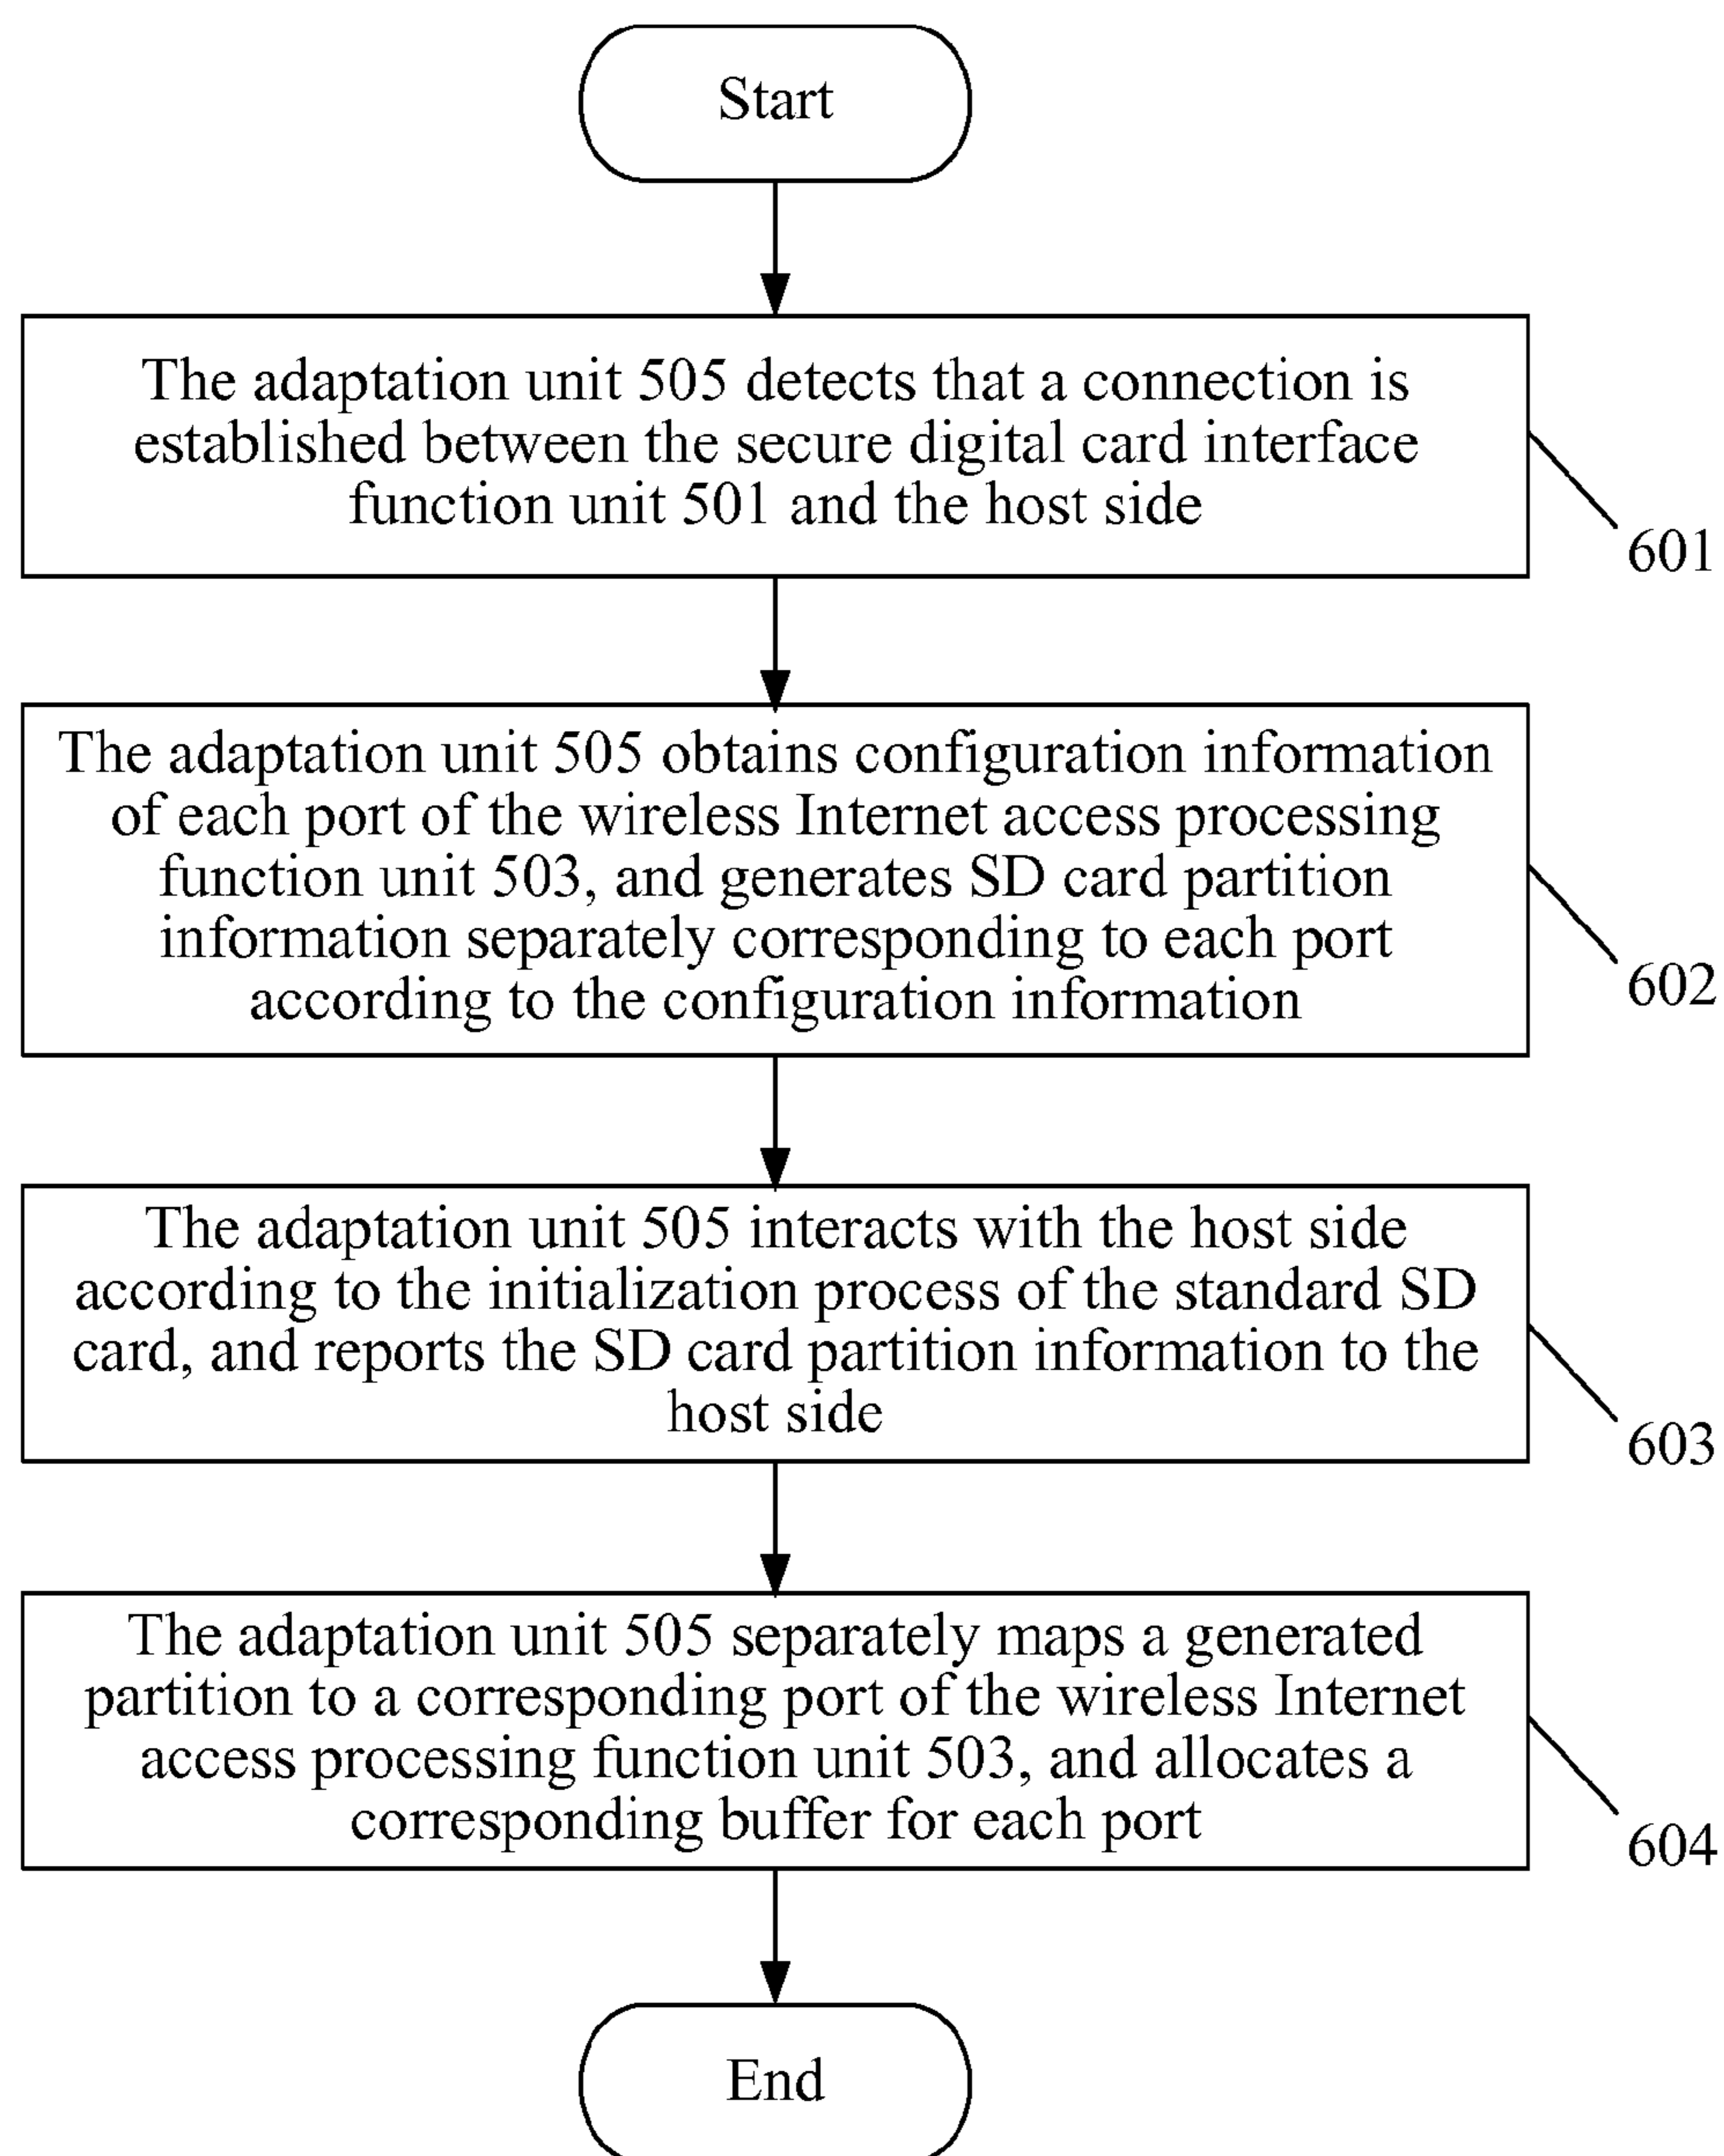 Start
The adaptation unit 505 detects that a connection is
established between the secure digital card interface
function unit 501 and the host side
601
The adaptation unit 505 obtains configuration information
of each port of the wireless Internet access processing
function unit 503, and generates SD card partition
information separately corresponding to each port
according to the configuration information
602
The adaptation unit 505 interacts with the host side
according to the initialization process of the standard SD
card, and reports the SD card partition information to the
host side
603
The adaptation unit 505 separately maps a generated
partition to a corresponding port of the wireless Internet
access processing function unit 503, and allocates a
corresponding buffer for each port
604
End